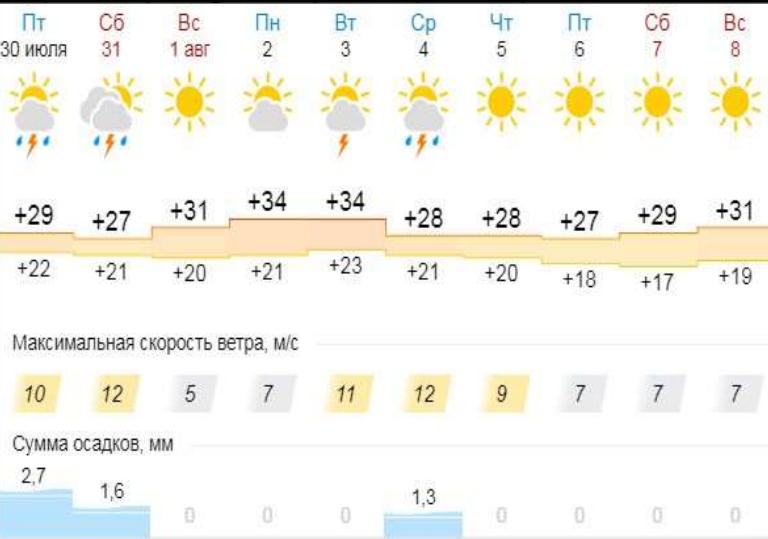 Пт Сб Вс Пн Вт Ср Чт Пт Сб Вс
30 июля 31 1 авг 2 3 4 5 6 7 8
+29 +27 +31 +34 +34 +28 +28 +27 +29 +31
+22 +21 +20 +21 +23 +21 +20 +18 +17 +19
Максимальная скорость ветра, м/с
10 12 5 7 11 12 9 7 7 7
Сумма осадков, мм
2,7 1,6 0 0 0 1,3 0 0 0 0